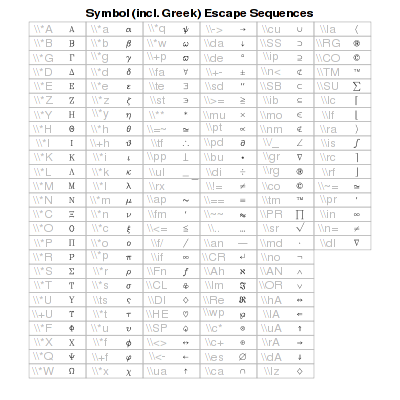 Symbol (incl. Greek) Escape Sequences
\\*A Α \\*a α \\*q ψ \\-> → \\cu ∪ \\la 〈
\\*B Β \\*b β \\*w ω \\da ↓ \\SS ⊃ \\RG ®
\\*G Γ \\*g γ \\+p ϖ \\de ° \\ip ⊇ \\CO ©
\\*D Δ \\*d δ \\fa ∀ \\+- ± \\n< ⊄ \\TM ™
\\*E Ε \\*e ε \\te ∃ \\sd ″ \\SB ⊂ \\SU ∑
\\*Z Ζ \\*z ζ \\st ∋ \\>= ≥ \\ib ⊆ \\lc ⌈
\\*Y Η \\*y η \\** * \\mu × \\mo ∈ \\lf ⌊
\\*H Θ \\*h θ \\=~ ≅ \\pt ∝ \\nm ∉ \\ra 〉
\\*I Ι \\+h ϑ \\tf ∴ \\pd ∂ \\/_ ∠ \\is ∫
\\*K Κ \\*i ι \\pp ⊥ \\bu • \\gr ∇ \\rc ⌉
\\*L Λ \\*k κ \\ul _ \\di ÷ \\rg ® \\rf ⌋
\\*M Μ \\*l λ \\rx \\!= ≠ \\co © \\~= ≃
\\*N Ν \\*m μ \\ap ~ \\== ≡ \\tm ™ \\pr ′
\\*C Ξ \\*n ν \\fm ′ \\~~ ≈ \\PR ∏ \\in ∞
\\*O Ο \\*c ξ \\<= ≤ \\.. … \\sr √ \\n= ≠
\\*P Π \\*o ο \\f/ / \\an — \\md · \\dl ∇
\\*R Ρ \\*p π \\if ∞ \\CR ↵ \\no ¬
\\*S Σ \\*r ρ \\Fn ƒ \\Ah ℵ \\AN ∧
\\*T Τ \\*s σ \\CL ♣ \\Im ℑ \\OR ∨
\\*U Υ \\ts ς \\DI ♢ \\Re ℜ \\hA ↔
\\+U ϒ \\*t τ \\HE ♡ \\wp ℘ \\lA ⇐
\\*F Φ \\*u υ \\SP ♤ \\c* ⊗ \\uA ⇑
\\*X Χ \\*f ϕ \\<> ↔ \\c+ ⊕ \\rA ⇒
\\*Q Ψ \\+f φ \\<- ← \\es ∅ \\dA ⇓
\\*W Ω \\*x χ \\ua ↑ \\ca ∩ \\lz ◊